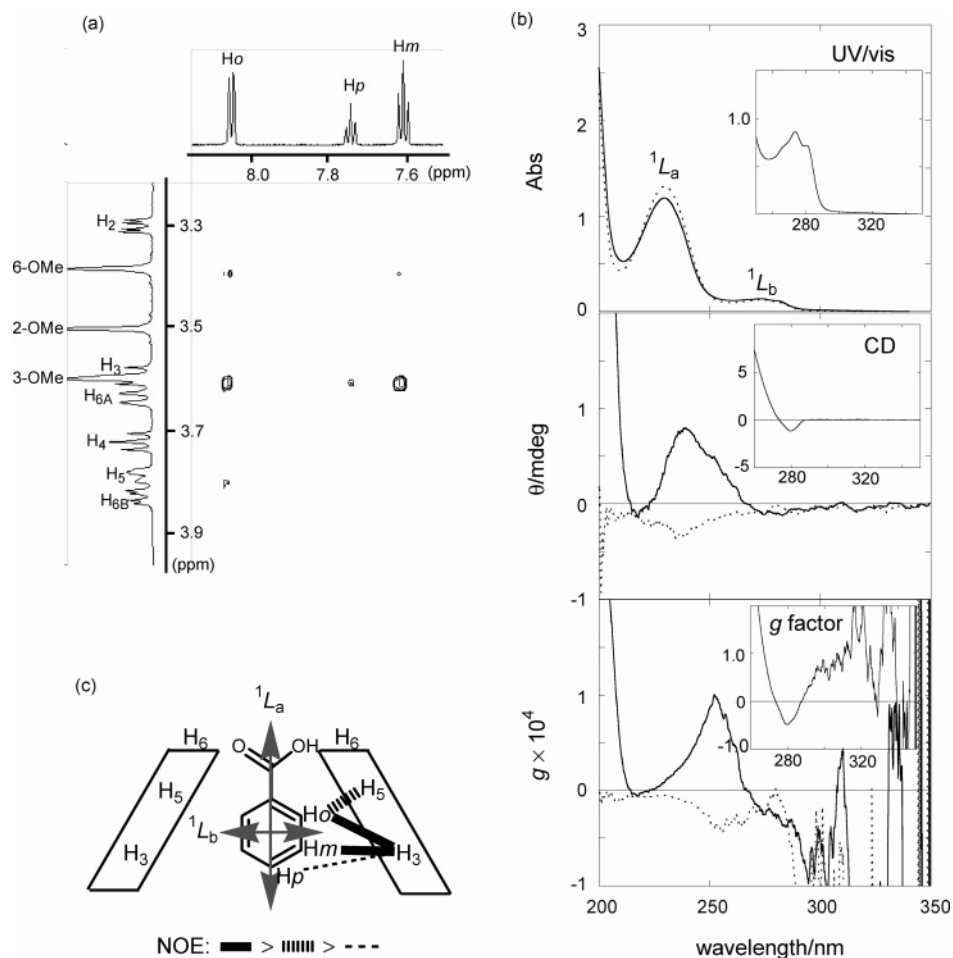 (a)
Ho
Hp
Hm
8.0
7.8
7.6
(ppm)
H2
6-OMe
2-OMe
3-OMe
H3
H6A
H4
H5
H6B
3.3
3.5
3.7
3.9
(ppm)
(b)
3
2
1
0
Abs
UV/vis
1La
1Lb
1.0
280
320
1
0
-1
θ/mdeg
CD
5
0
-5
280
320
1
0
-1
g × 10^4
g factor
1.0
0
-1.0
280
320
200
250
300
350
wavelength/nm
(c)
1La
O
OH
H6
H6
H5
H5
1Lb
Ho
Hm
H3
H3
Hp
NOE: > >